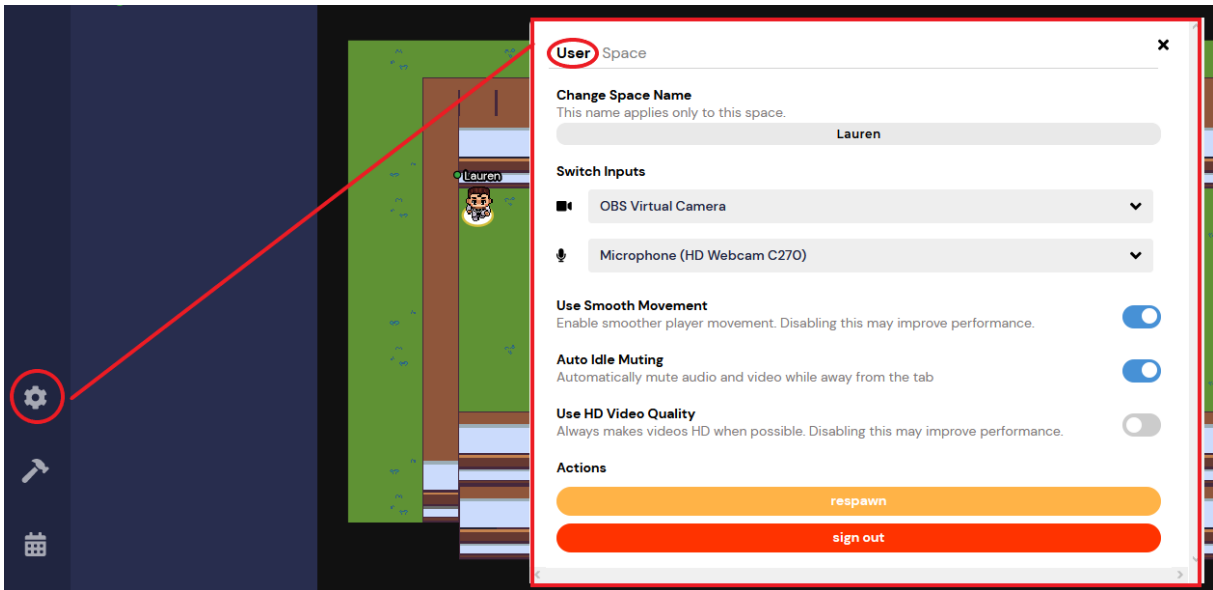 User Space
Change Space Name
This name applies only to this space.
Lauren
Switch Inputs
Lauren
OBS Virtual Camera
Microphone (HD Webcam C270)
Use Smooth Movement
Enable smoother player movement. Disabling this may improve performance.
Auto Idle Muting
Automatically mute audio and video while away from the tab
Use HD Video Quality
Always makes videos HD when possible. Disabling this may improve performance.
Actions
respawn
sign out